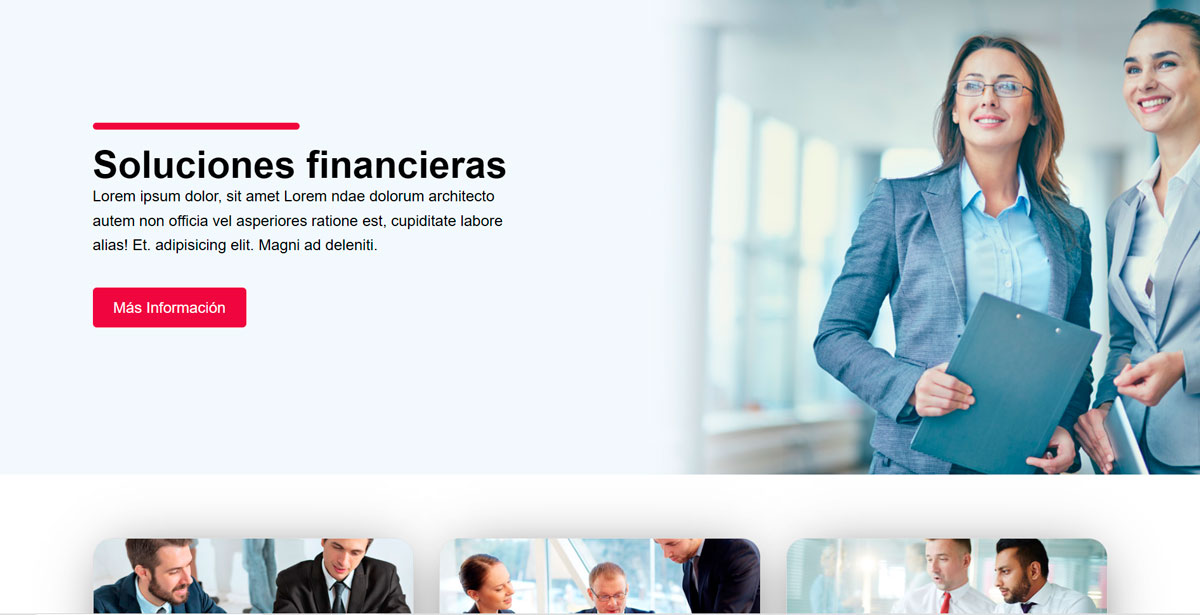 Soluciones financieras
Lorem ipsum dolor, sit amet Lorem ndae dolorum architecto
autem non officia vel asperiores ratione est, cupiditate labore
alias! Et. adipisicing elit. Magni ad deleniti.
Más Información